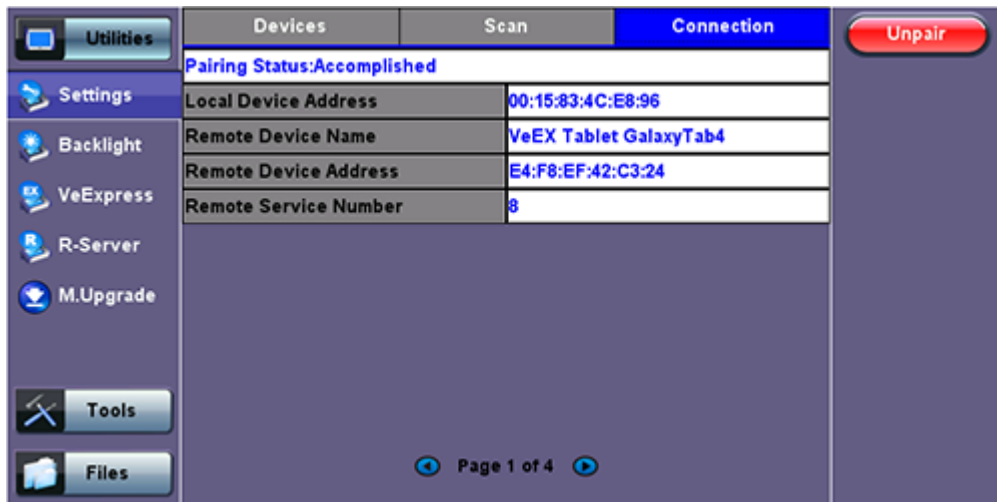 Utilities
Devices Scan Connection
Unpair
Pairing Status:Accomplished
Settings
Local Device Address 00:15:83:4C:E8:96
Remote Device Name VeEX Tablet GalaxyTab4
Backlight
Remote Device Address E4:F8:EF:42:C3:24
EX VeExpress
Remote Service Number 8
R R-Server
M.Upgrade
Tools
Page 1 of 4
Files